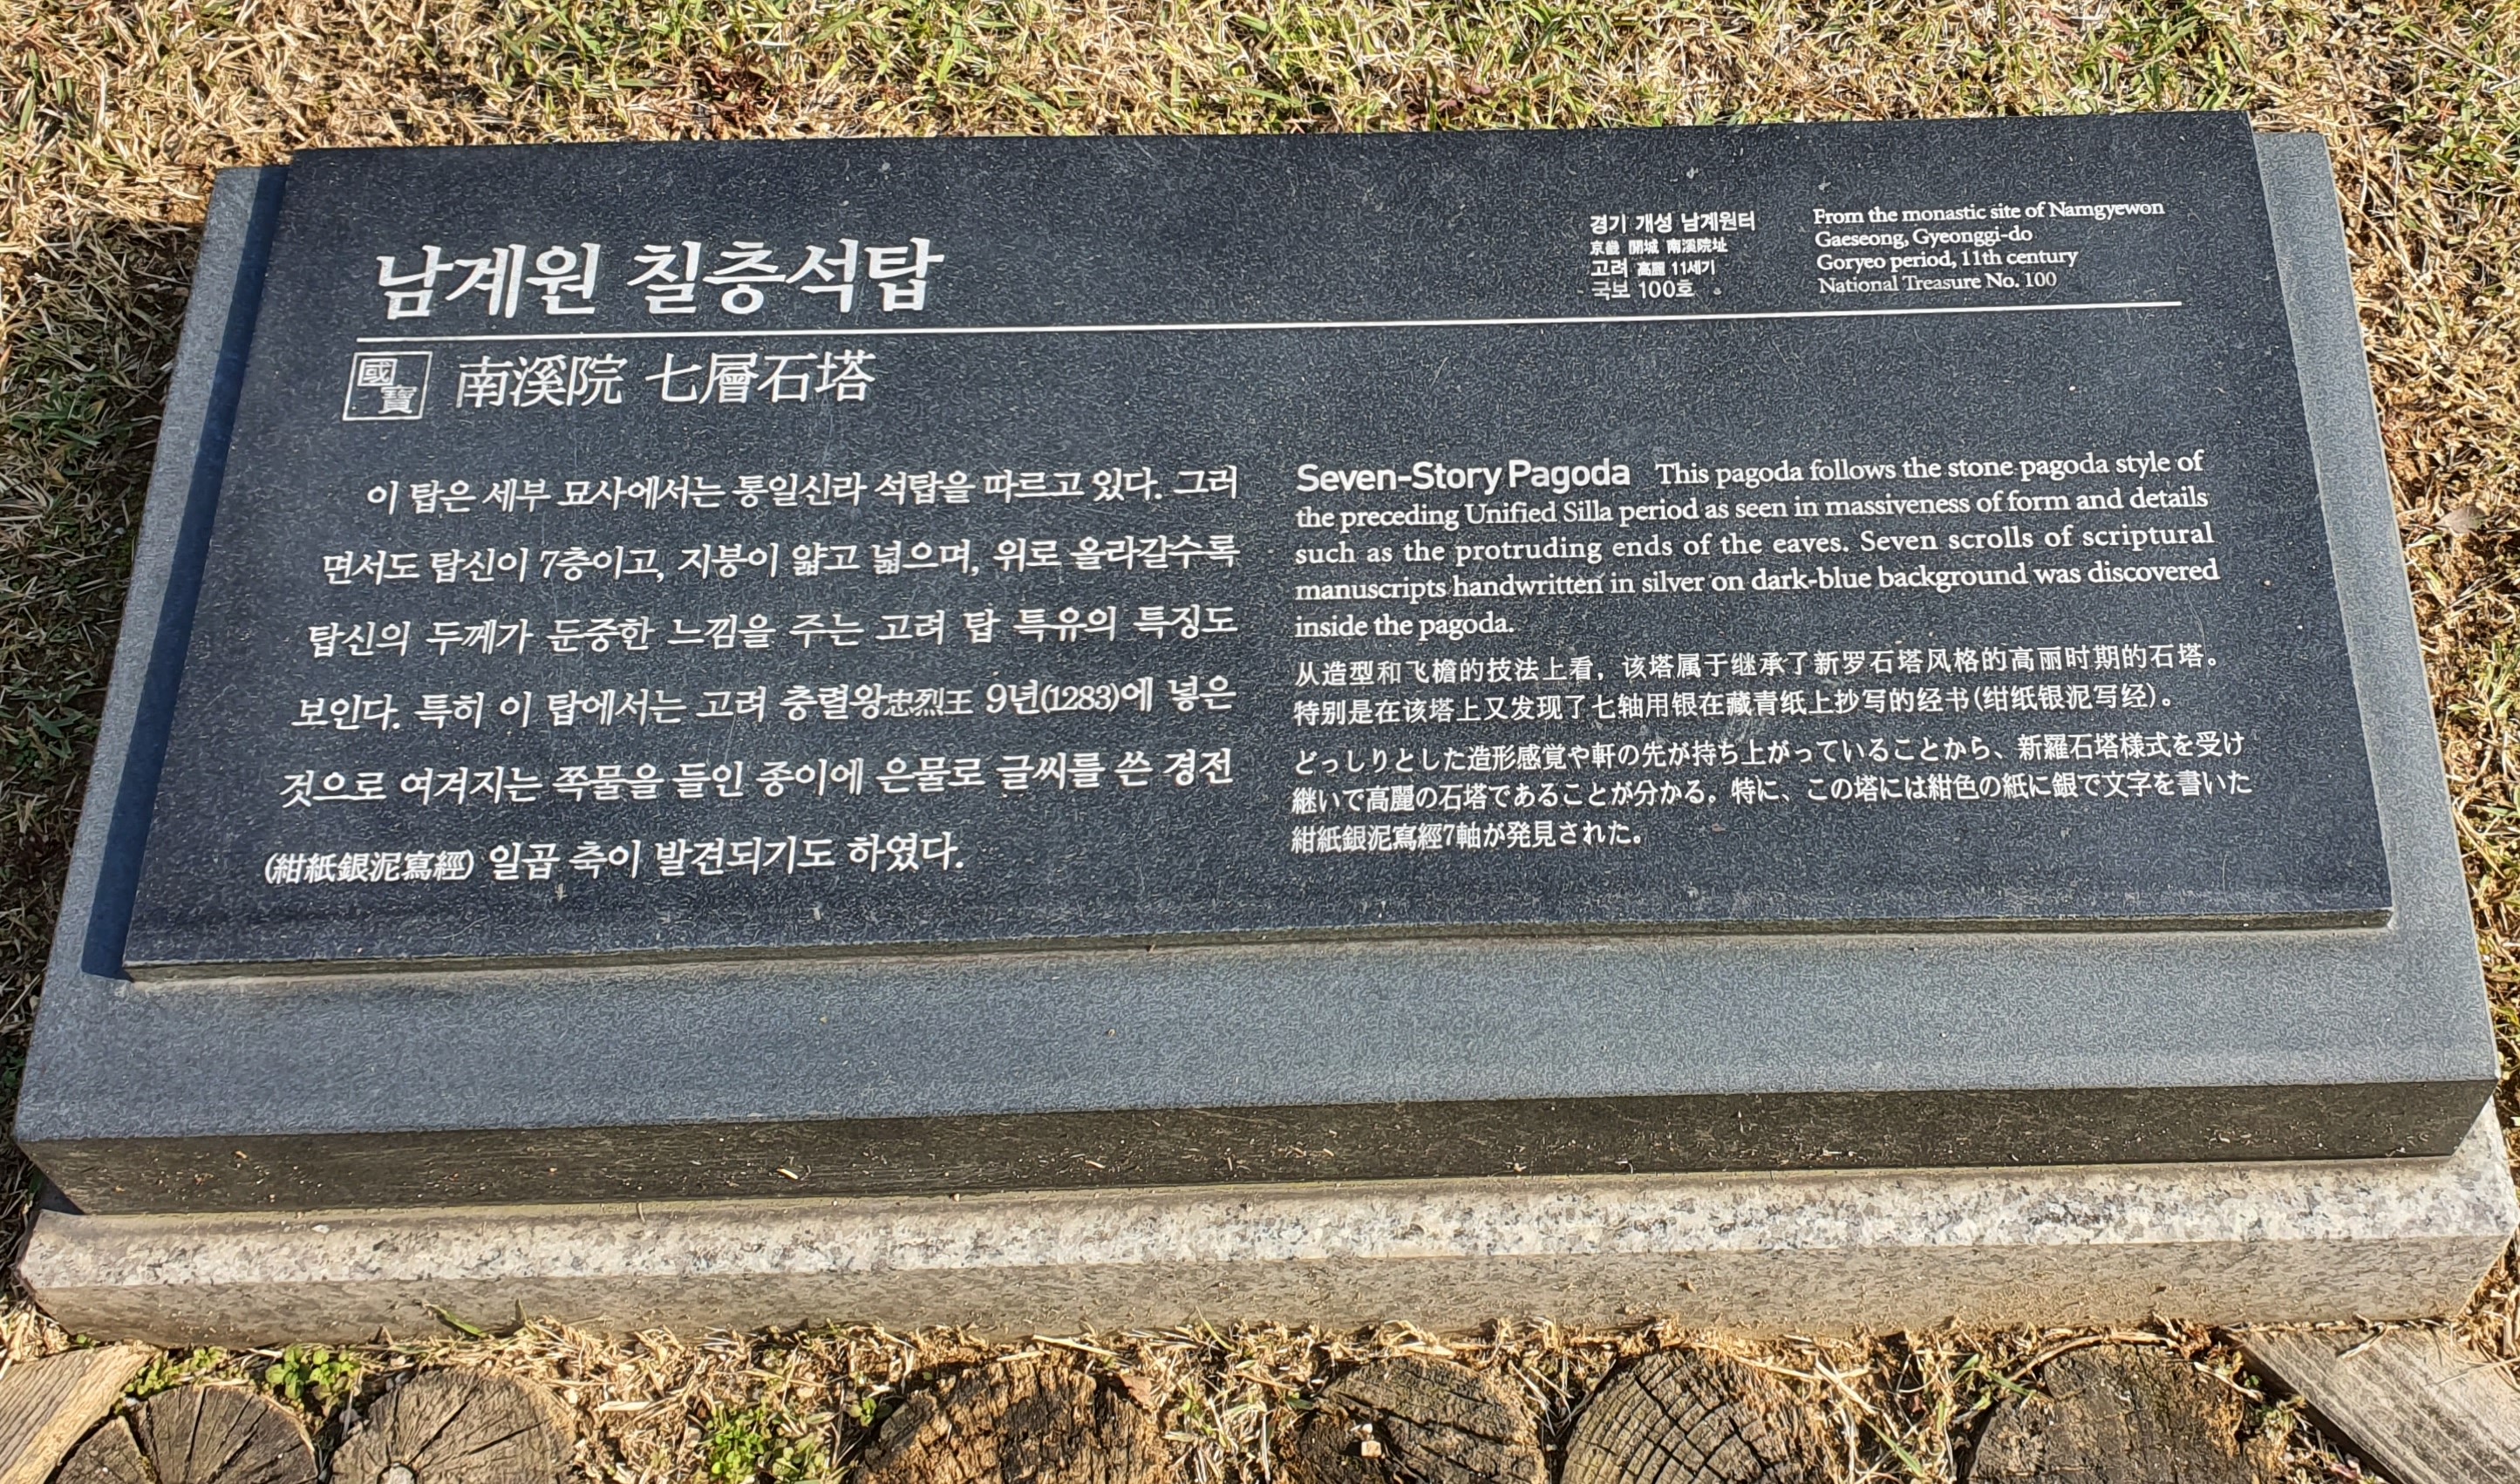 남계원 칠층석탑
경기 개성 남계원터
京畿 開城 南溪院址
고려 高麗 11세기
국보 100호
From the monastic site of Namgyewon
Gaeseong, Gyeonggi-do
Goryeo period, 11th century
National Treasure No. 100
國寶
南溪院 七層石塔
이 탑은 세부 묘사에서는 통일신라 석탑을 따르고 있다. 그러
면서도 탑신이 7층이고, 지붕이 얇고 넓으며, 위로 올라갈수록
탑신의 두께가 둔중한 느낌을 주는 고려 탑 특유의 특징도
보인다. 특히 이 탑에서는 고려 충렬왕忠烈王 9년(1283)에 넣은
것으로 여겨지는 쪽물을 들인 종이에 은물로 글씨를 쓴 경전
(紺紙銀泥寫經) 일곱 축이 발견되기도 하였다.
Seven-Story Pagoda This pagoda follows the stone pagoda style of
the preceding Unified Silla period as seen in massiveness of form and details
such as the protruding ends of the eaves. Seven scrolls of scriptural
manuscripts handwritten in silver on dark-blue background was discovered
inside the pagoda.
从造型和飞檐的技法上看，该塔属于继承了新罗石塔风格的高丽时期的石塔。
特别是在该塔上又发现了七轴用银在藏青纸上抄写的经书(绀纸银泥写经)。
どっしりとした造形感覚や軒の先が持ち上がっていることから、新羅石塔様式を受け
継いで高麗の石塔であることが分かる。特に、この塔には紺色の紙に銀で文字を書いた
紺紙銀泥寫經7軸が発見された。